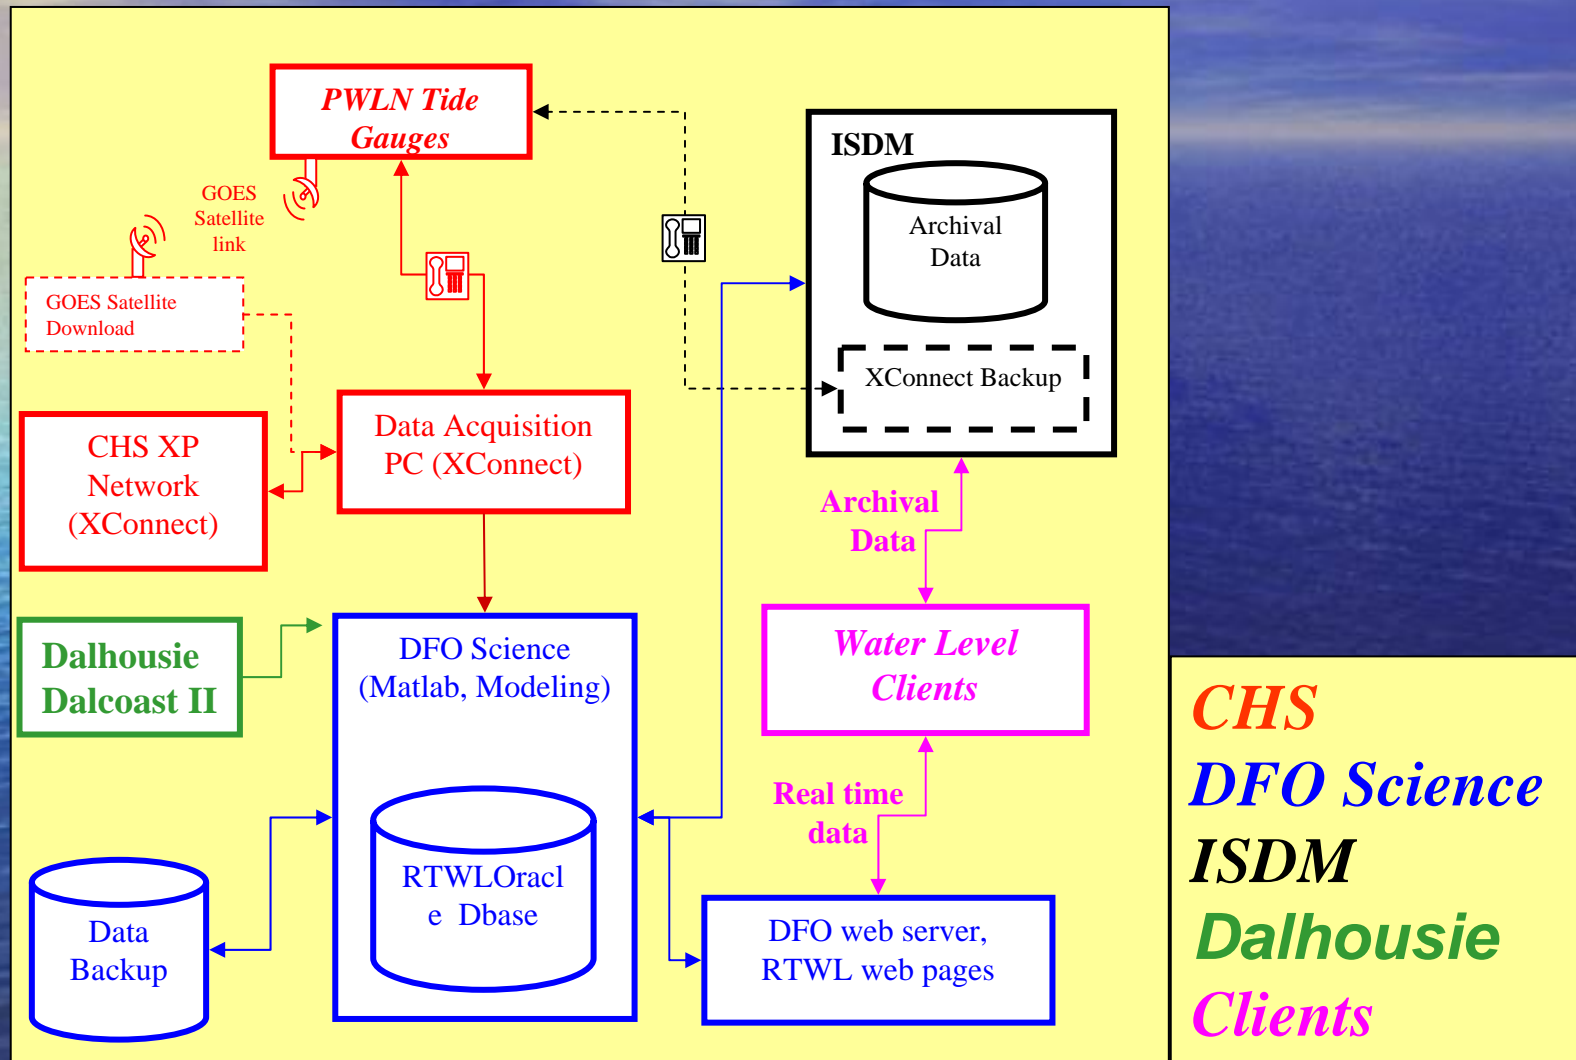 PWLN Tide
Gauges
GOES
Satellite
link
GOES Satellite
Download
ISDM
Archival
Data
XConnect Backup
CHS XP
Network
(XConnect)
Data Acquisition
PC (XConnect)
Archival
Data
Dalhousie
Dalcoast II
DFO Science
(Matlab, Modeling)
Water Level
Clients
Real time
data
RTWLOracl
e Dbase
Data
Backup
DFO web server,
RTWL web pages
CHS
DFO Science
ISDM
Dalhousie
Clients